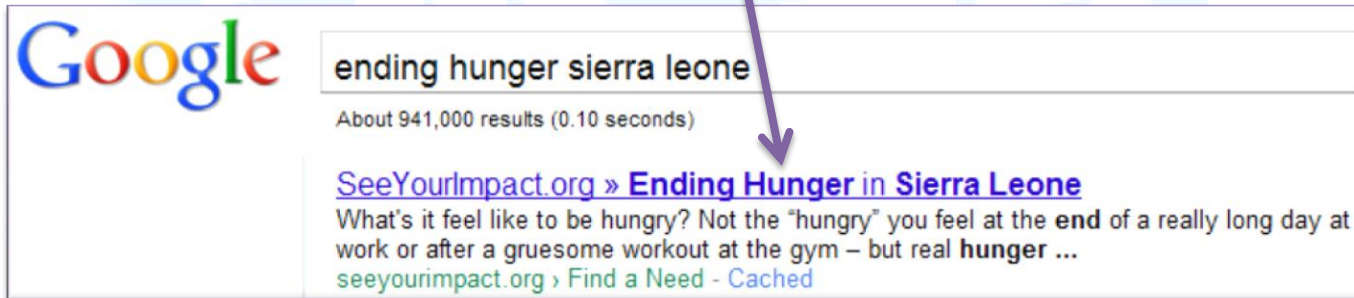 Google
ending hunger sierra leone
About 941,000 results (0.10 seconds)
SeeYourImpact.org » Ending Hunger in Sierra Leone
What's it feel like to be hungry? Not the “hungry” you feel at the end of a really long day at
work or after a gruesome workout at the gym – but real hunger ...
seeyourimpact.org › Find a Need - Cached